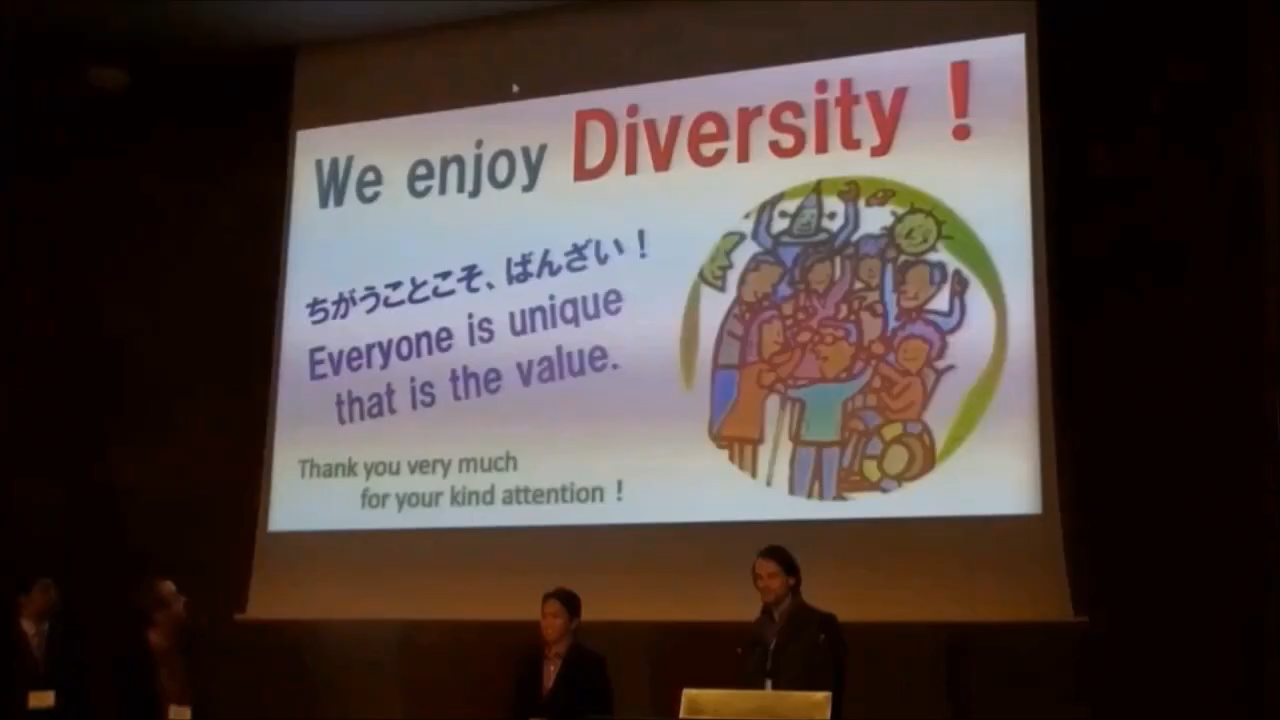 We enjoy Diversity !
ちがうことこそ、ばんざい！
Everyone is unique
that is the value.
Thank you very much
for your kind attention !